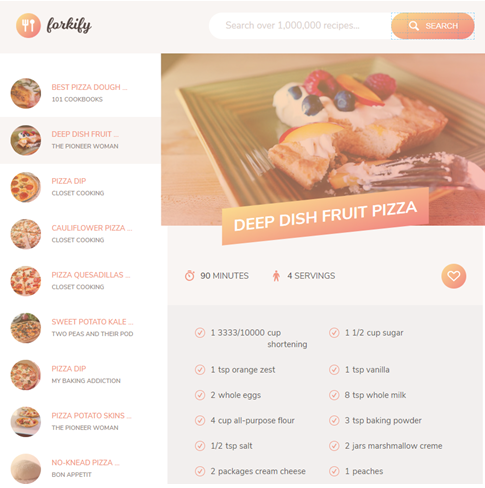 forkify
Search over 1,000,000 recipes...
SEARCH
BEST PIZZA DOUGH ...
101 COOKBOOKS
DEEP DISH FRUIT ...
THE PIONEER WOMAN
PIZZA DIP
CLOSET COOKING
CAULIFLOWER PIZZA ...
CLOSET COOKING
PIZZA QUESADILLAS ...
CLOSET COOKING
SWEET POTATO KALE ...
TWO PEAS AND THEIR POD
PIZZA DIP
MY BAKING ADDICTION
PIZZA POTATO SKINS ...
THE PIONEER WOMAN
NO-KNEAD PIZZA ...
BON APPETIT
DEEP DISH FRUIT PIZZA
90 MINUTES
4 SERVINGS
1 3333/10000 cup
shortening
1 1/2 cup sugar
1 tsp orange zest
1 tsp vanilla
2 whole eggs
8 tsp whole milk
4 cup all-purpose flour
3 tsp baking powder
1/2 tsp salt
2 jars marshmallow creme
2 packages cream cheese
1 peaches